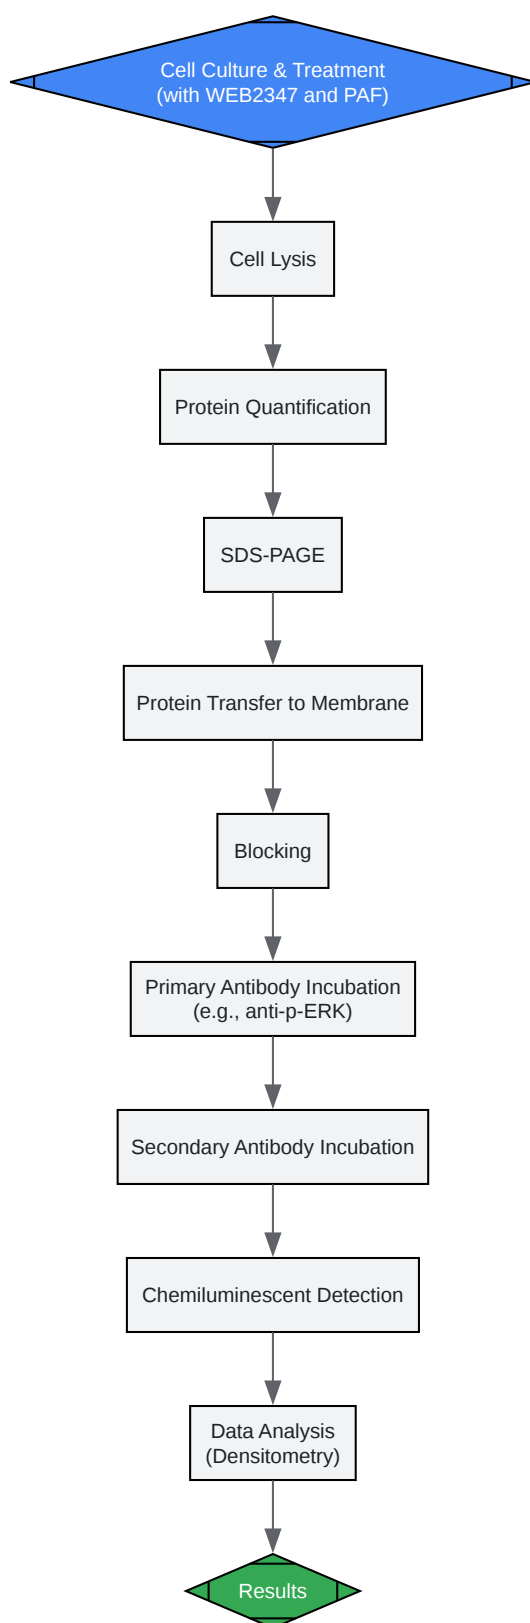 Cell Culture & Treatment
(with WEB2347 and PAF)
Cell Lysis
Protein Quantification
SDS-PAGE
Protein Transfer to Membrane
Blocking
Primary Antibody Incubation
(e.g., anti-p-ERK)
Secondary Antibody Incubation
Chemiluminescent Detection
Data Analysis
(Densitometry)
Results